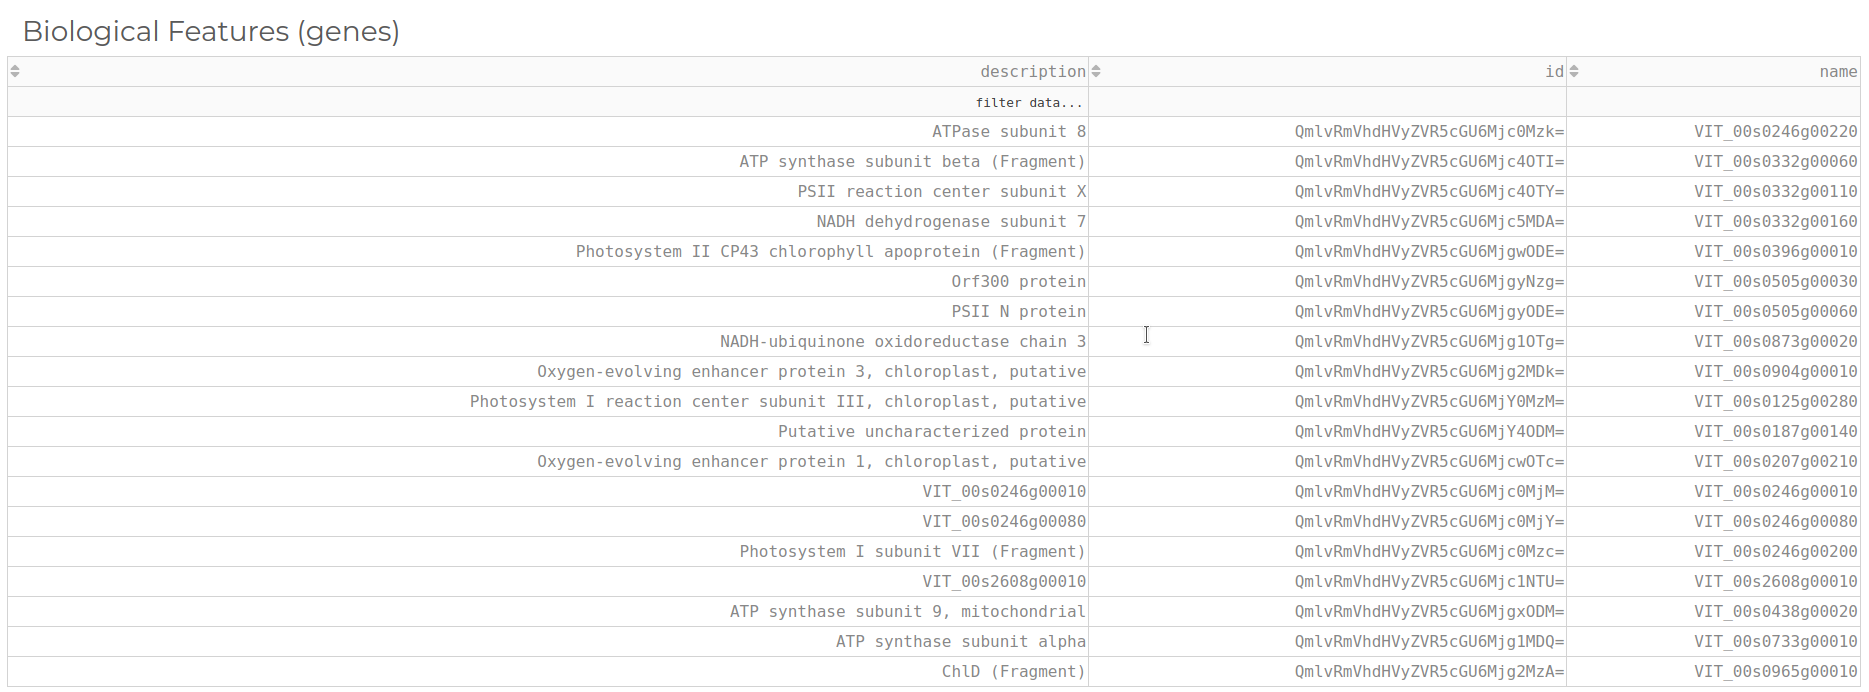 Biological Features (genes)
description id name
filter data...
ATPase subunit 8 QmlvRmVhdHVyZVR5cGU6Mjc0Mzk= VIT_00s0246g00220
ATP synthase subunit beta (Fragment) QmlvRmVhdHVyZVR5cGU6Mjc4OTI= VIT_00s0332g00060
PSII reaction center subunit X QmlvRmVhdHVyZVR5cGU6Mjc4OTY= VIT_00s0332g00110
NADH dehydrogenase subunit 7 QmlvRmVhdHVyZVR5cGU6Mjc5MDA= VIT_00s0332g00160
Photosystem II CP43 chlorophyll apoprotein (Fragment) QmlvRmVhdHVyZVR5cGU6MjgwODE= VIT_00s0396g00010
Orf300 protein QmlvRmVhdHVyZVR5cGU6MjgyNzg= VIT_00s0505g00030
PSII N protein QmlvRmVhdHVyZVR5cGU6MjgyODE= VIT_00s0505g00060
NADH-ubiquinone oxidoreductase chain 3 QmlvRmVhdHVyZVR5cGU6Mjg1OTg= VIT_00s0873g00020
Oxygen-evolving enhancer protein 3, chloroplast, putative QmlvRmVhdHVyZVR5cGU6Mjg2MDk= VIT_00s0904g00010
Photosystem I reaction center subunit III, chloroplast, putative QmlvRmVhdHVyZVR5cGU6MjY0MzM= VIT_00s0125g00280
Putative uncharacterized protein QmlvRmVhdHVyZVR5cGU6MjY4ODM= VIT_00s0187g00140
Oxygen-evolving enhancer protein 1, chloroplast, putative QmlvRmVhdHVyZVR5cGU6MjcwOTc= VIT_00s0207g00210
VIT_00s0246g00010 QmlvRmVhdHVyZVR5cGU6Mjc0MjM= VIT_00s0246g00010
VIT_00s0246g00080 QmlvRmVhdHVyZVR5cGU6Mjc0MjY= VIT_00s0246g00080
Photosystem I subunit VII (Fragment) QmlvRmVhdHVyZVR5cGU6Mjc0Mzc= VIT_00s0246g00200
VIT_00s2608g00010 QmlvRmVhdHVyZVR5cGU6Mjc1NTU= VIT_00s2608g00010
ATP synthase subunit 9, mitochondrial QmlvRmVhdHVyZVR5cGU6MjgxODM= VIT_00s0438g00020
ATP synthase subunit alpha QmlvRmVhdHVyZVR5cGU6Mjg1MDQ= VIT_00s0733g00010
ChlD (Fragment) QmlvRmVhdHVyZVR5cGU6Mjg2MzA= VIT_00s0965g00010